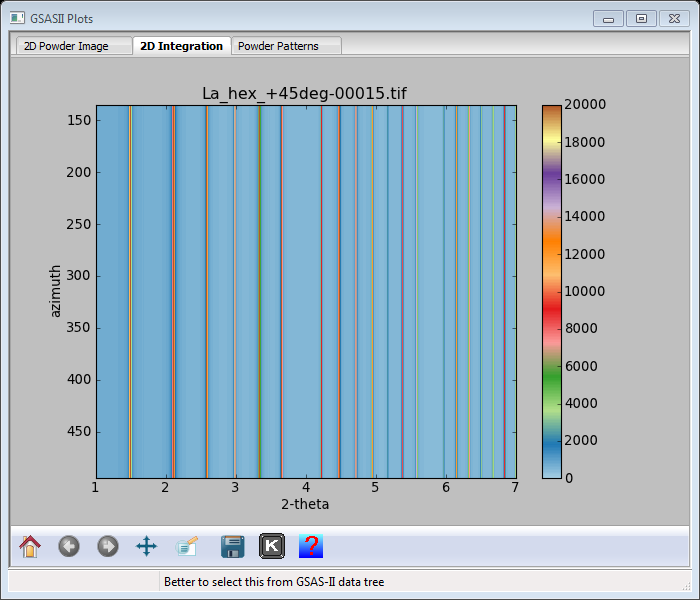 GSASII Plots
2D Powder Image 2D Integration Powder Patterns
La_hex_+45deg-00015.tif
150
200
250
300
350
400
450
azimuth
1 2 3 4 5 6 7
2-theta
20000
18000
16000
14000
12000
10000
8000
6000
4000
2000
0
K ?
Better to select this from GSAS-II data tree